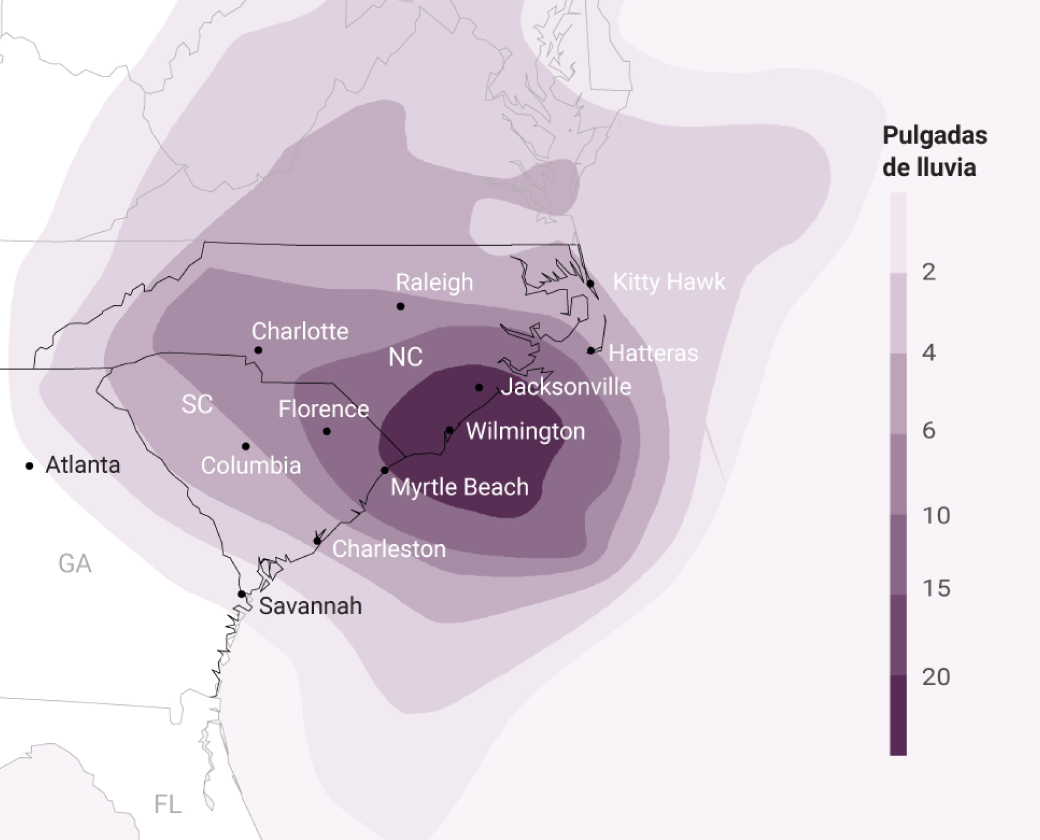 Pulgadas
de lluvia
2
4
6
10
15
20
Raleigh
Kitty Hawk
Charlotte
NC
Hatteras
Jacksonville
SC
Florence
Wilmington
Atlanta
Columbia
Myrtle Beach
Charleston
GA
Savannah
FL